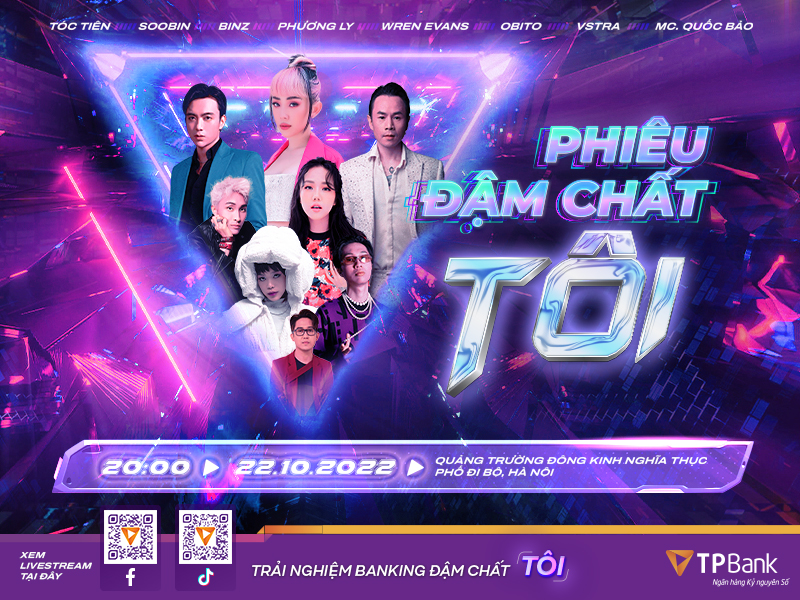 TÓC TIÊN //// SOOBIN //// BINZ //// PHƯƠNG LY //// WREN EVANS //// OBITO //// VSTRA //// MC. QUỐC BẢO
PHIÊU
ĐẬM CHẤT
TÔI
20:00 22.10.2022
QUẢNG TRƯỜNG ĐÔNG KINH NGHĨA THỤC
PHỐ ĐI BỘ, HÀ NỘI
XEM
LIVESTREAM
TẠI ĐÂY
TRẢI NGHIỆM BANKING ĐẬM CHẤT TÔI
TPBank
Ngân hàng Kỷ nguyên Số